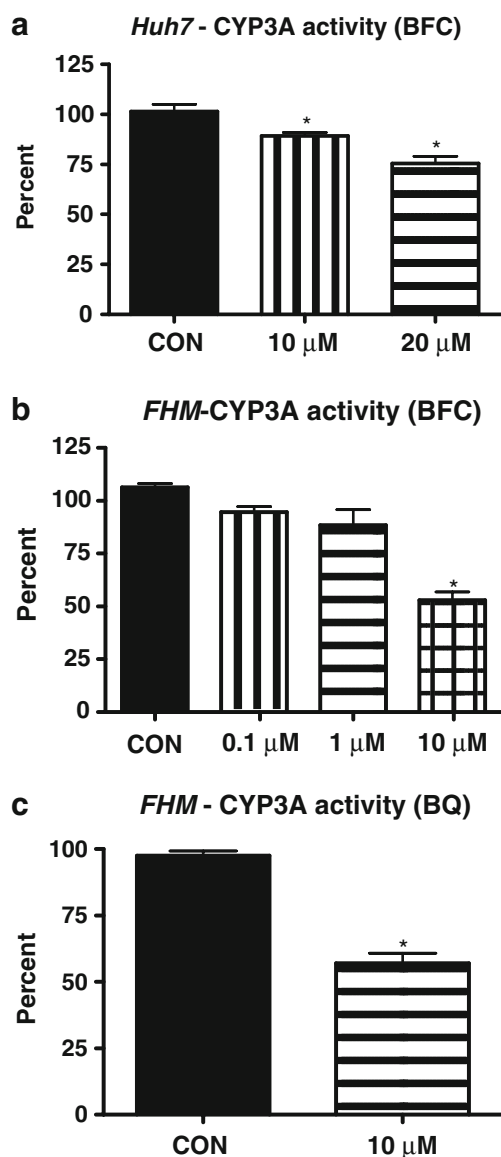 a Huh7 - CYP3A activity (BFC)
125
100
75
50
25
0
Percent
*
*
CON 10 µM 20 µM
b FHM-CYP3A activity (BFC)
125
100
75
50
25
0
Percent
*
CON 0.1 µM 1 µM 10 µM
c FHM - CYP3A activity (BQ)
100
75
50
25
0
Percent
*
CON 10 µM